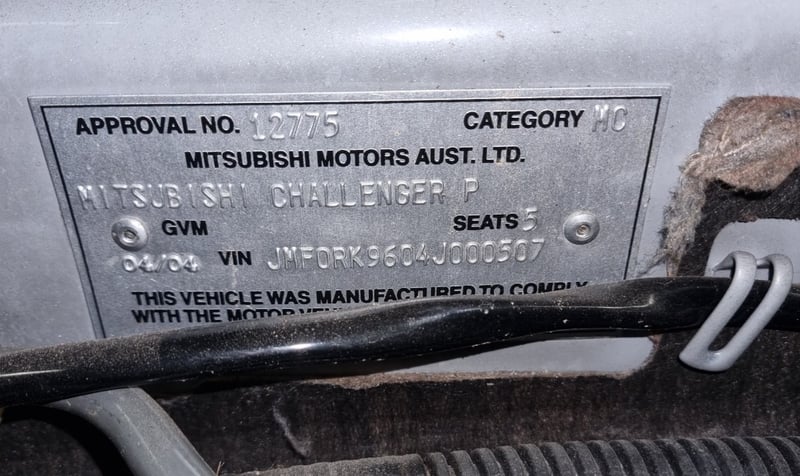 APPROVAL NO. 12775 CATEGORY MC
MITSUBISHI MOTORS AUST. LTD.
MITSUBISHI CHALLENGER P
GVM SEATS 5
04/04 VIN JMF0RK9604J000507
THIS VEHICLE WAS MANUFACTURED TO COMPLY
WITH THE MOTOR